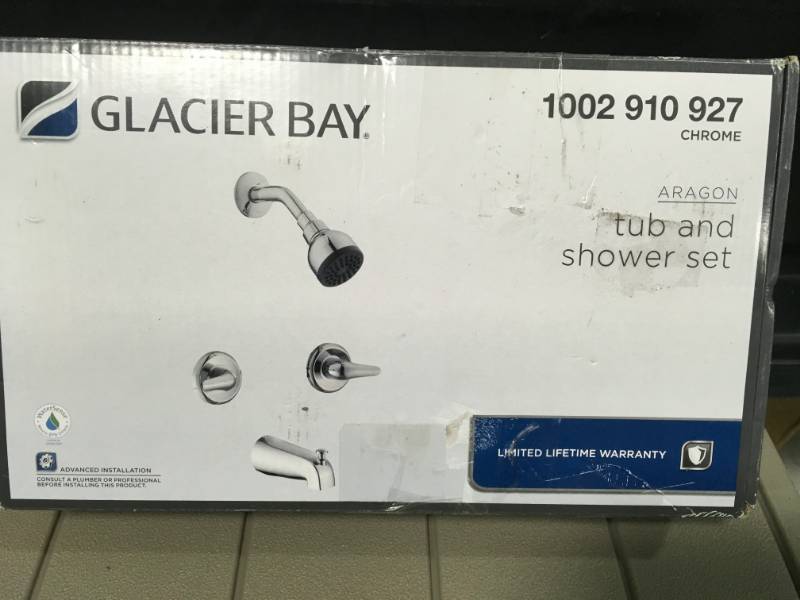 GLACIER BAY®
1002 910 927
CHROME
ARAGON
tub and
shower set
WaterSense
ADVANCED INSTALLATION
CONSULT A PLUMBER OR PROFESSIONAL
BEFORE INSTALLING THIS PRODUCT.
LIMITED LIFETIME WARRANTY